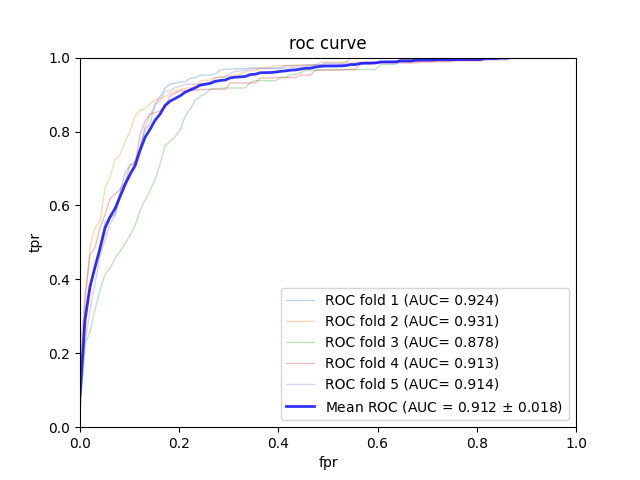 roc curve
1.0
0.8
0.6
0.4
0.2
0.0
tpr
ROC fold 1 (AUC= 0.924)
ROC fold 2 (AUC= 0.931)
ROC fold 3 (AUC= 0.878)
ROC fold 4 (AUC= 0.913)
ROC fold 5 (AUC= 0.914)
Mean ROC (AUC = 0.912 ± 0.018)
0.0 0.2 0.4 0.6 0.8 1.0
fpr